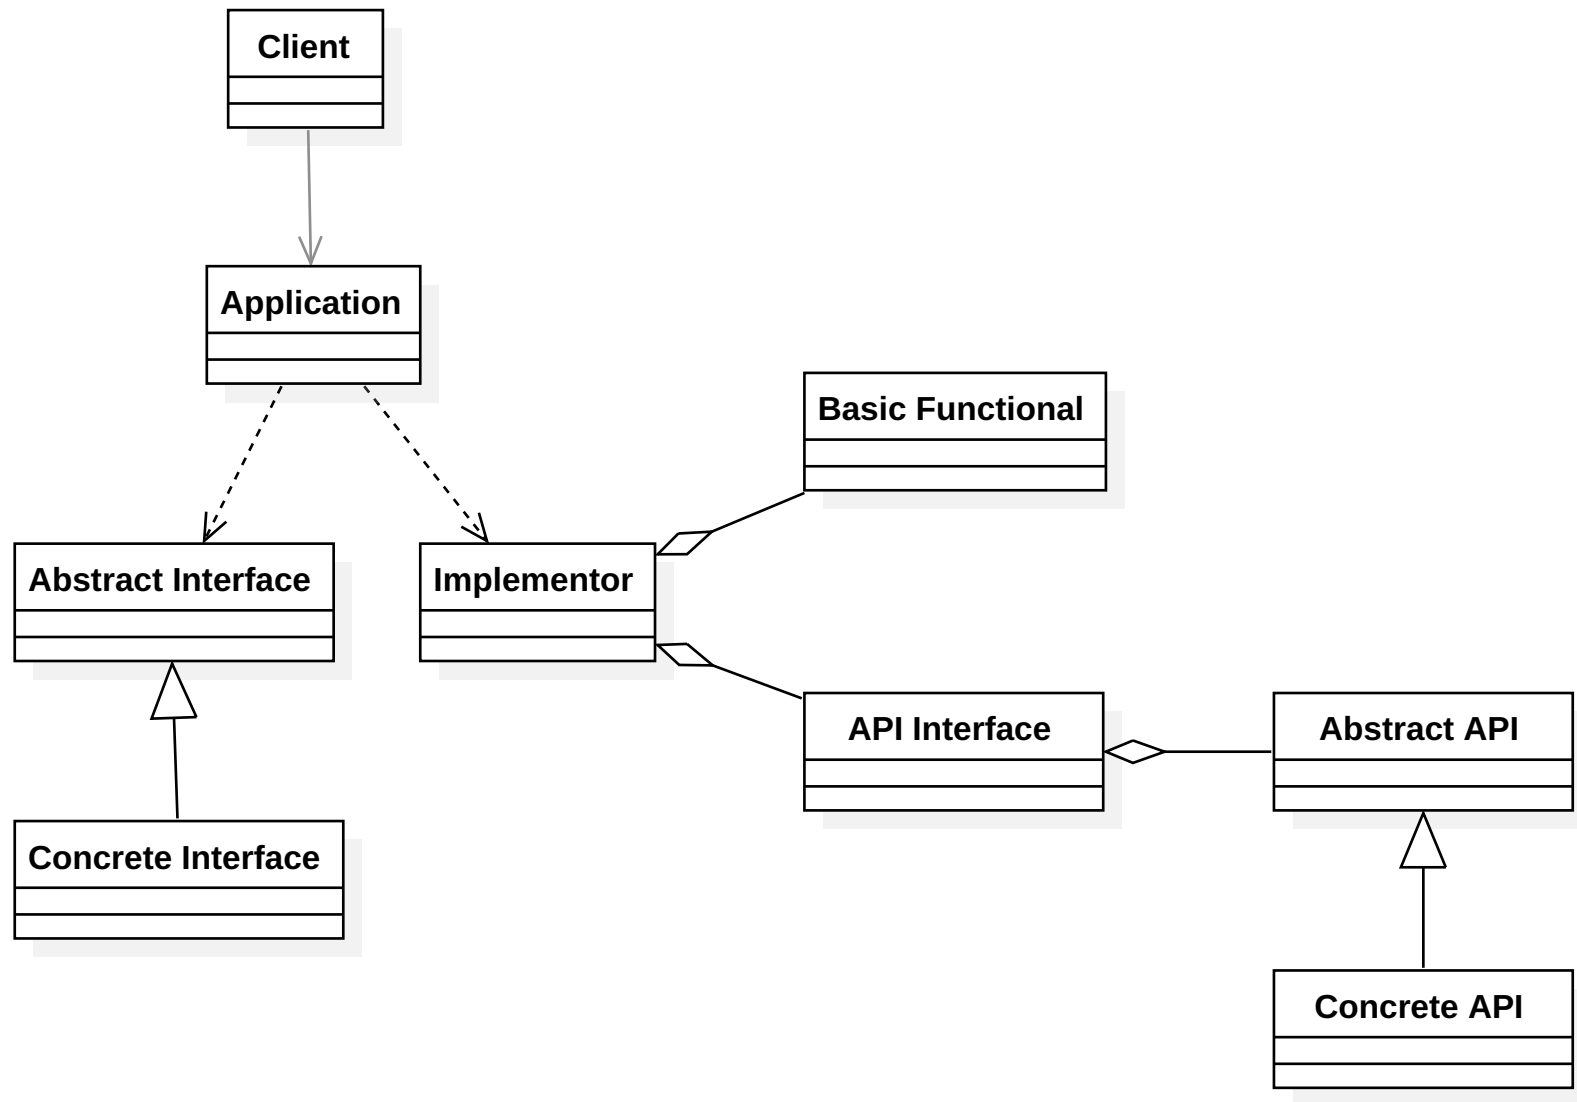 Client
Application
Basic Functional
Abstract Interface
Implementor
API Interface
Abstract API
Concrete Interface
Concrete API